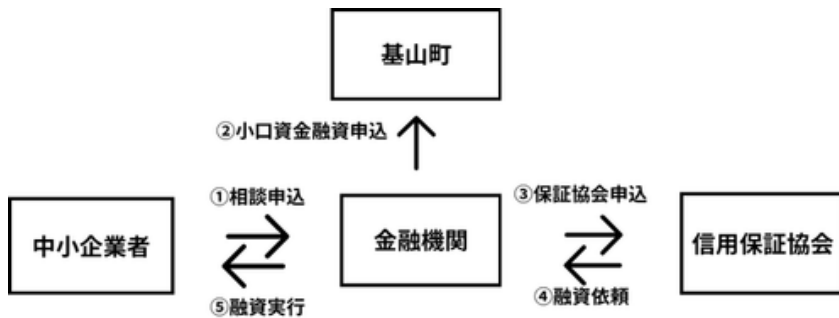 基山町
②小口資金融資申込
①相談申込
③保証協会申込
中小企業者
金融機関
信用保証協会
⑤融資実行
④融資依頼